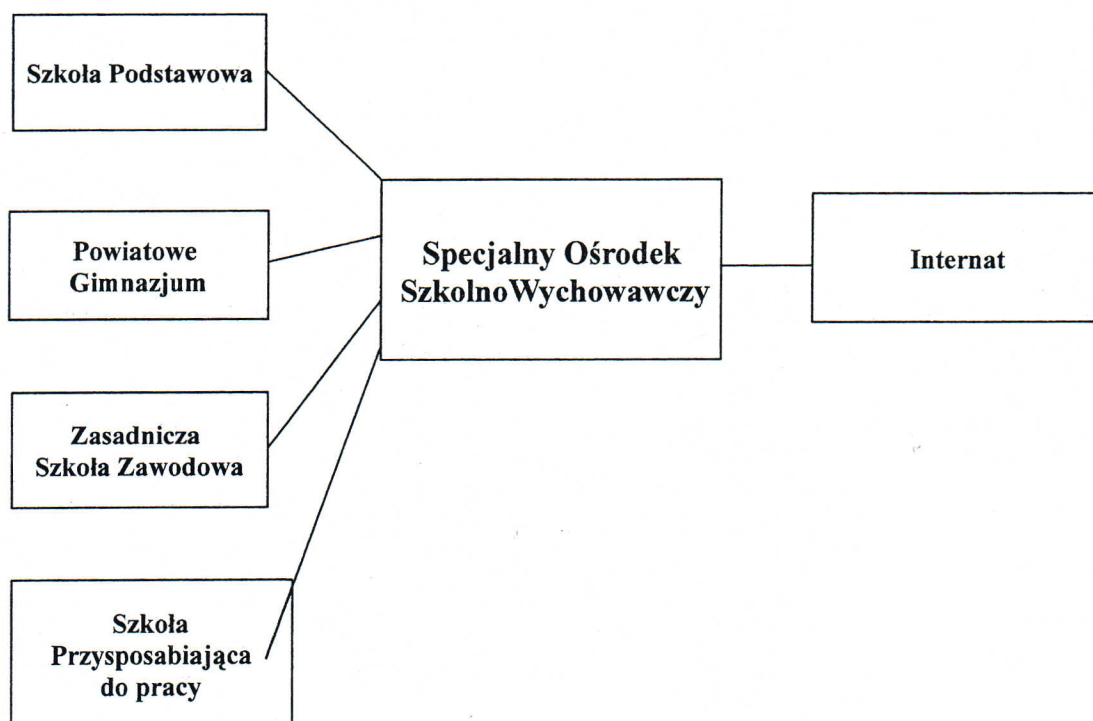 Szkoła Podstawowa
Powiatowe
Gimnazjum
Zasadnicza
Szkoła Zawodowa
Szkoła
Przysposabiająca
do pracy
Specjalny Ośrodek
SzkolnoWychowawczy
Internat